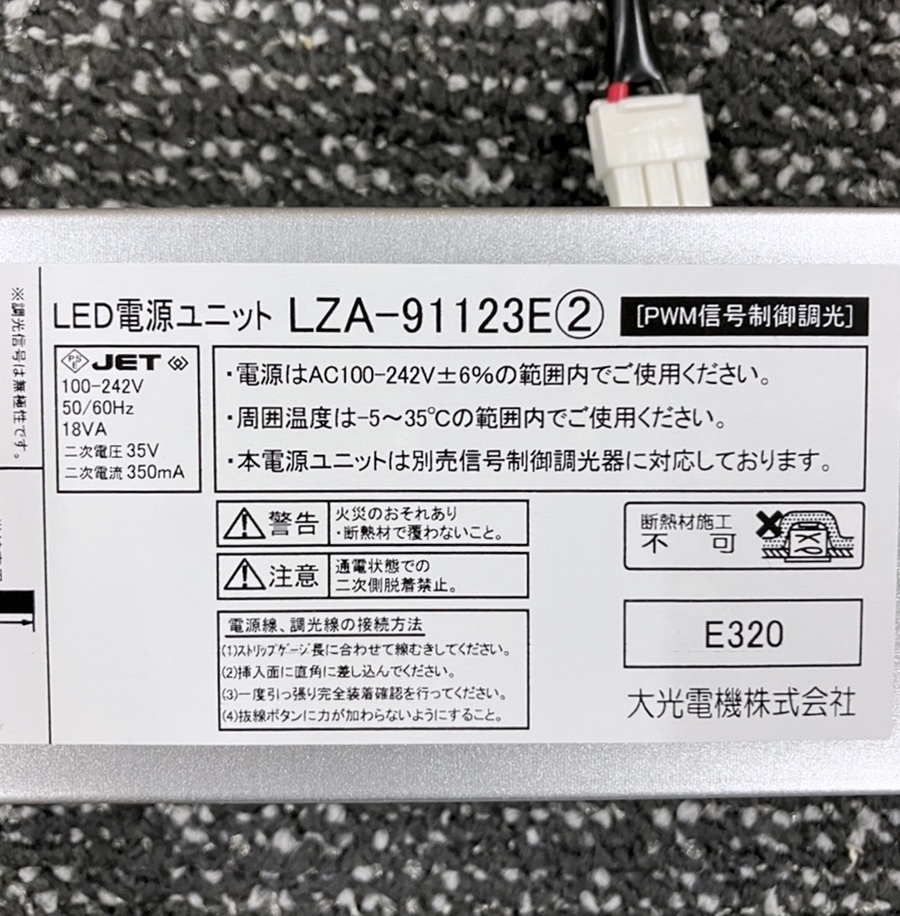 ※調光信号は無極性です。
LED電源ユニット LZA-91123E② [PWM信号制御調光]
PSE JET
100-242V
50/60Hz
18VA
二次電圧 35V
二次電流 350mA
・電源はAC100-242V±6%の範囲内でご使用ください。
・周囲温度は-5～35℃の範囲内でご使用ください。
・本電源ユニットは別売信号制御調光器に対応しております。
警告 火災のおそれあり
・断熱材で覆わないこと。
注意 通電状態での
二次側脱着禁止。
断熱材施工
不 可
電源線、調光線の接続方法
(1)ストリップゲージ長に合わせて線むきしてください。
(2)挿入面に直角に差し込んでください。
(3)一度引っ張り完全装着確認を行ってください。
(4)抜線ボタンに力が加わらないようにすること。
E320
大光電機株式会社